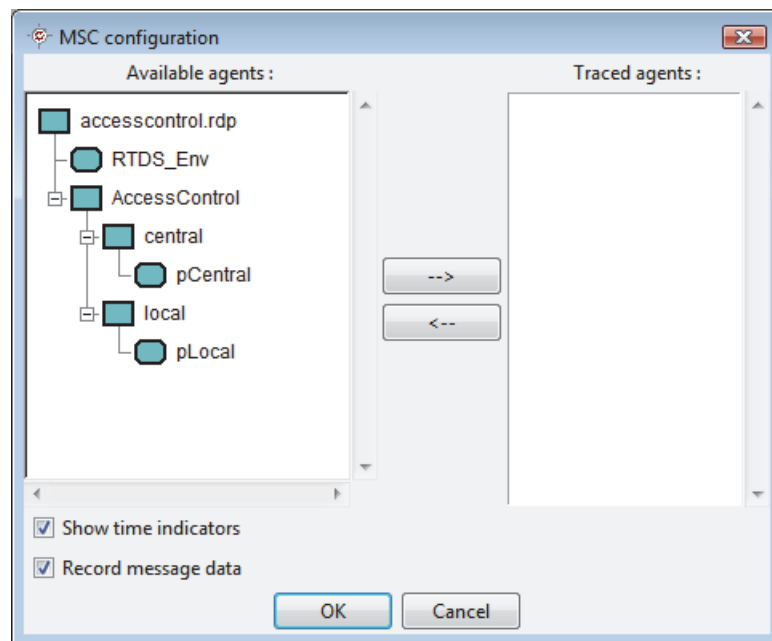 MSC configuration
Available agents :
Traced agents :
accesscontrol.rdp
RTDS_Env
AccessControl
central
pCentral
local
pLocal
-->
<--
Show time indicators
Record message data
OK
Cancel